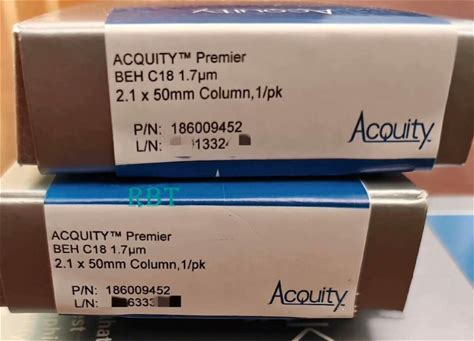 Acquity
ACQUITY™ Premier
BEH C18 1.7µm
2.1 x 50mm Column,1/pk
P/N: 186009452
L/N:
Acquity
RBT
ACQUITY™ Premier
BEH C18 1.7µm
2.1 x 50mm Column,1/pk
P/N: 186009452
L/N:
Acquity